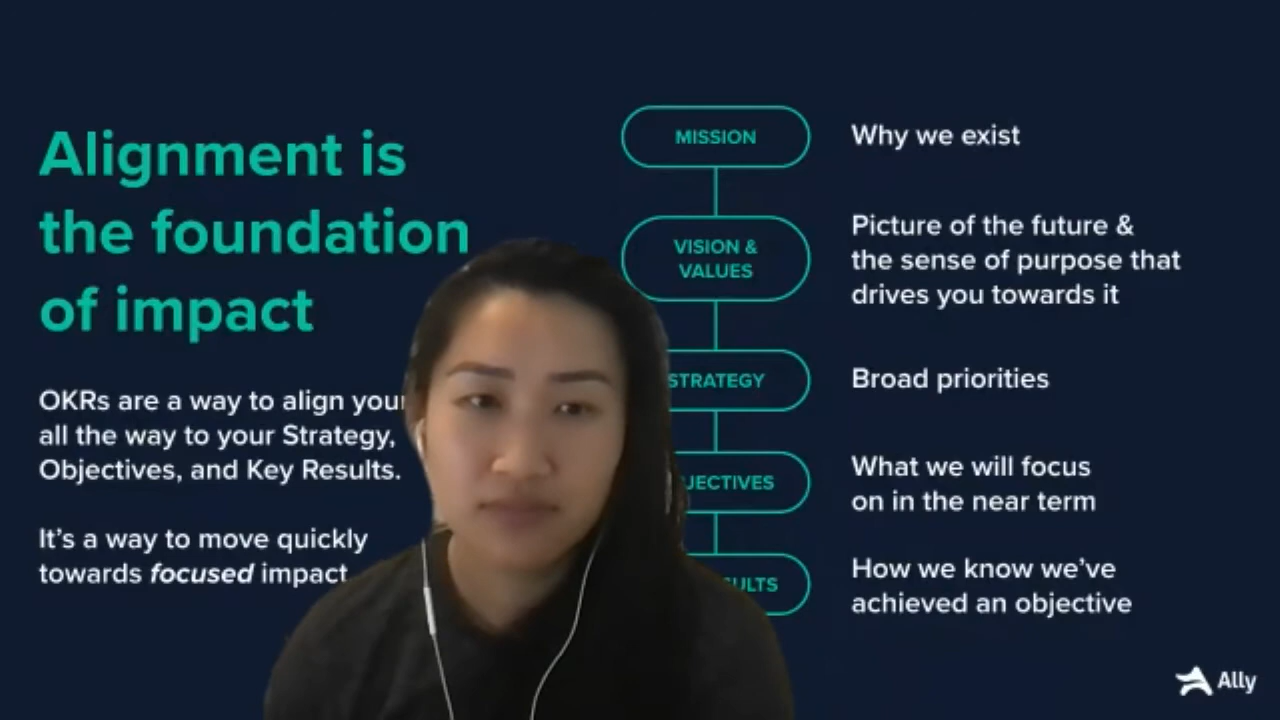 Alignment is
the foundation
of impact
OKRs are a way to align your
all the way to your Strategy,
Objectives, and Key Results.
It's a way to move quickly
towards focused impact
MISSION
Why we exist
VISION &
VALUES
Picture of the future &
the sense of purpose that
drives you towards it
STRATEGY
Broad priorities
JECTIVES
What we will focus
on in the near term
SULTS
How we know we've
achieved an objective
Ally